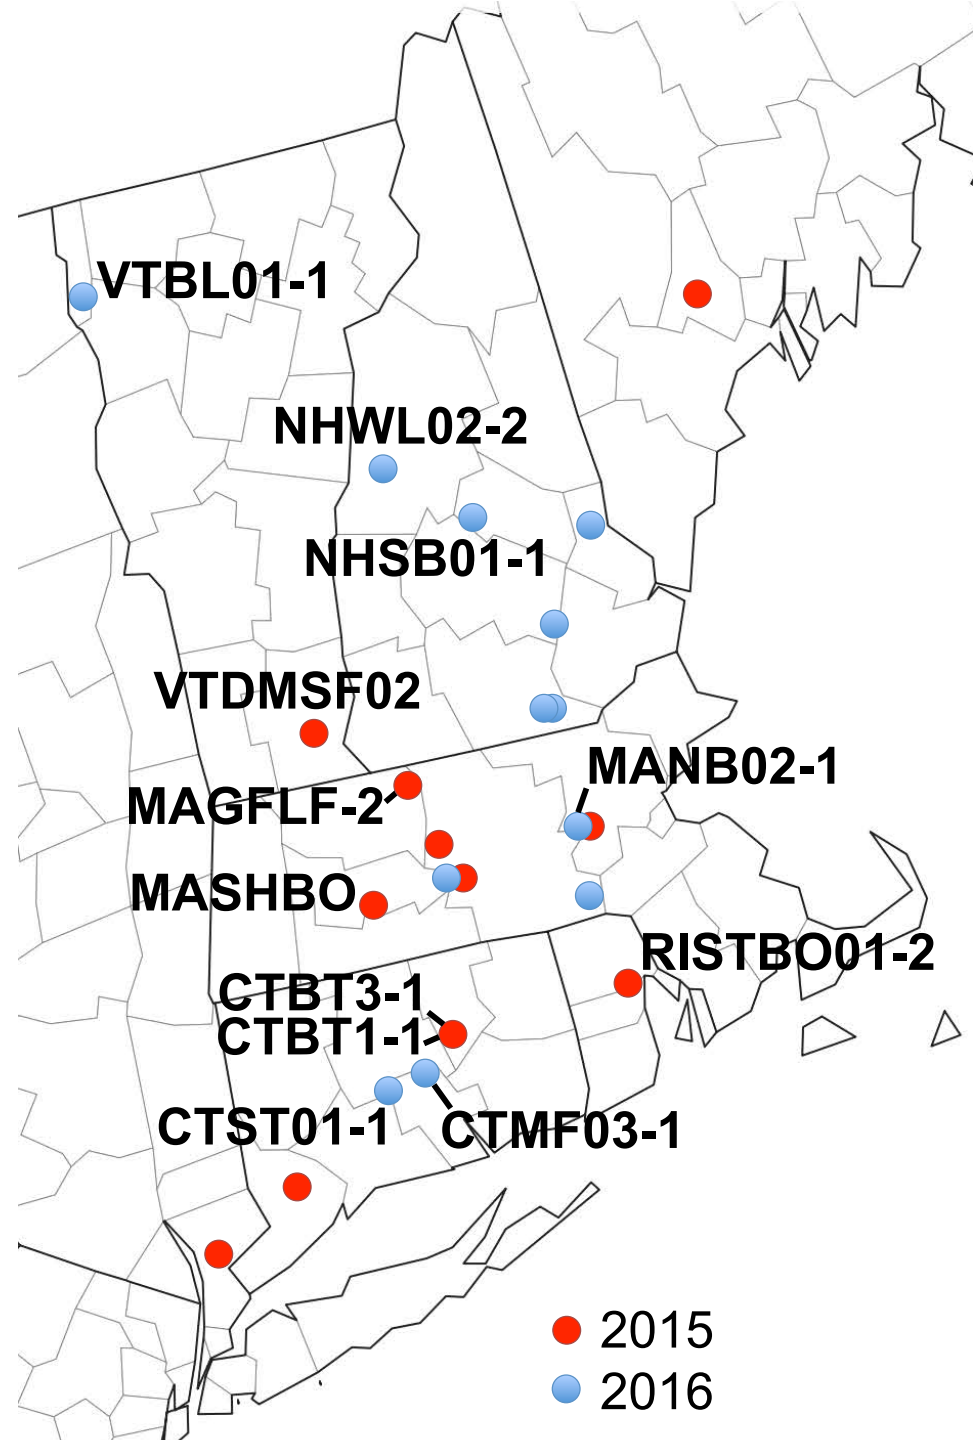 VTBL01-1
NHWL02-2
NHSB01-1
VTDMSF02
MANB02-1
MAGFLF-2
MASHBO
RISTBO01-2
CTBT3-1
CTBT1-1
CTST01-1
CTMF03-1
2015
2016